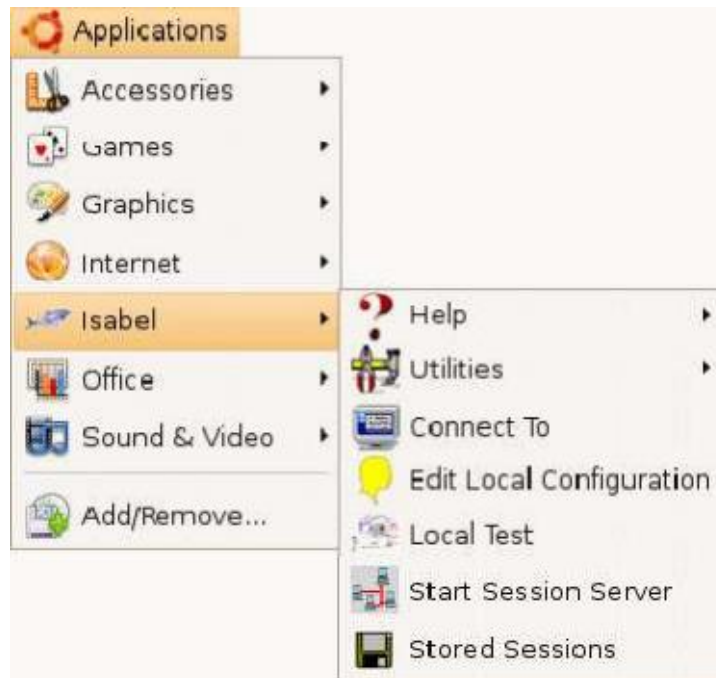 Applications
Accessories
Games
Graphics
Internet
Isabel
Office
Sound & Video
Add/Remove...
Help
Utilities
Connect To
Edit Local Configuration
Local Test
Start Session Server
Stored Sessions